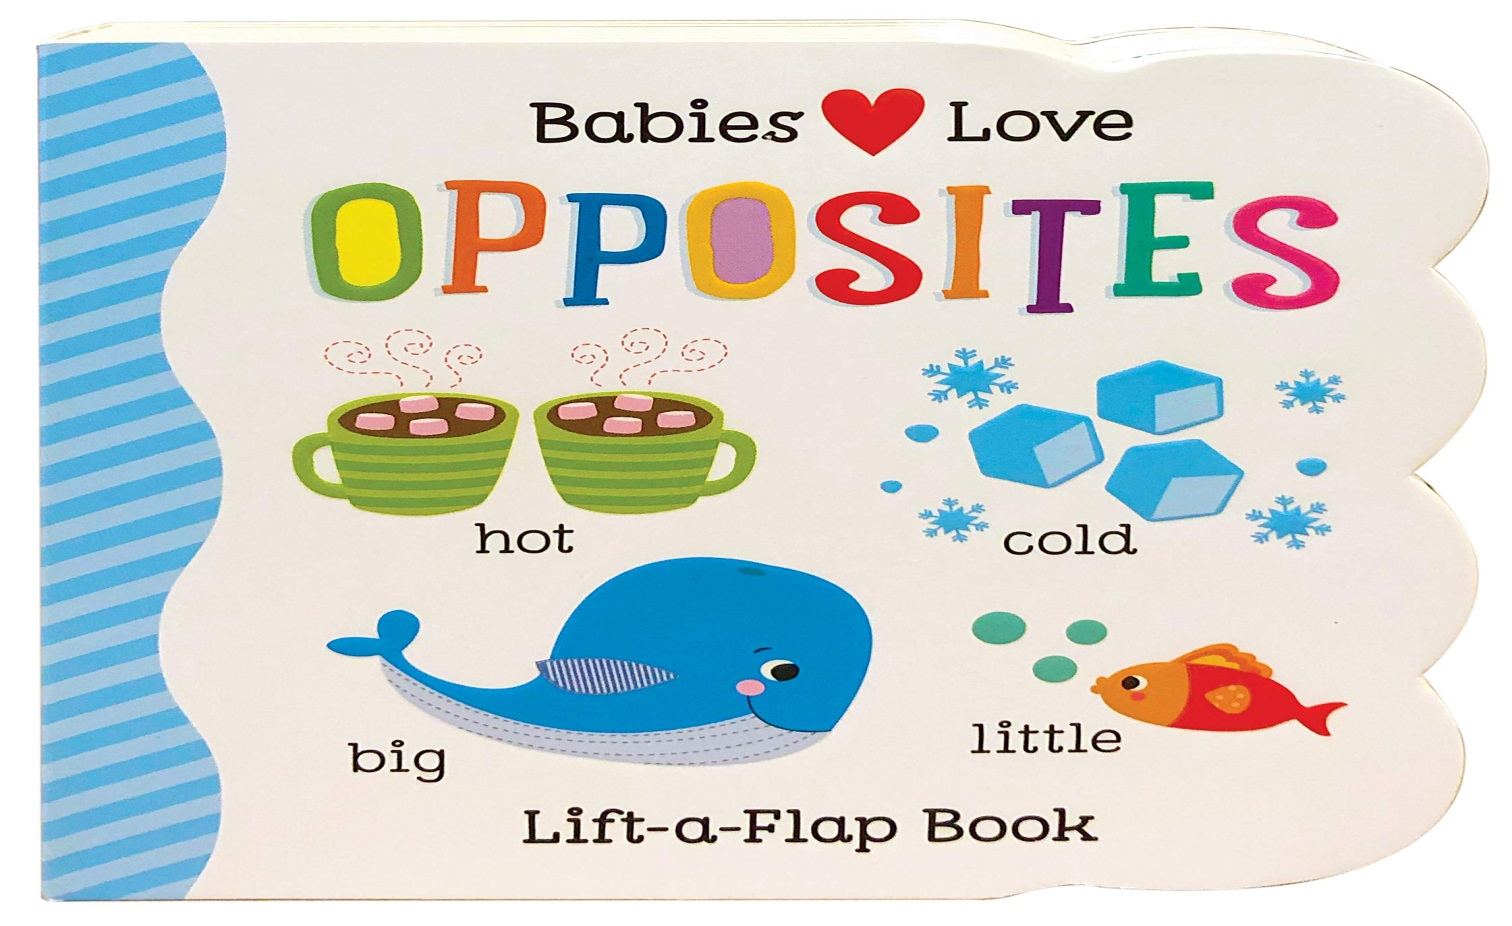 Babies Love
OPPOSITES
hot
cold
big
little
Lift-a-Flap Book